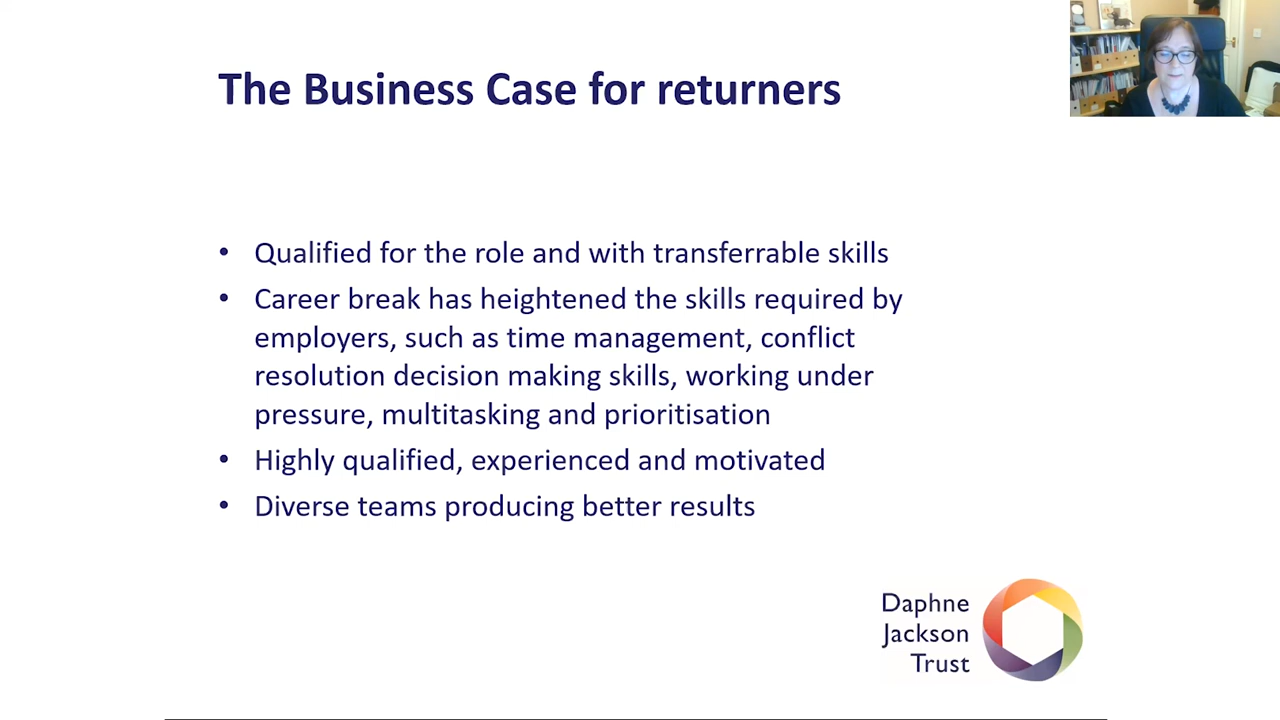 The Business Case for returners
• Qualified for the role and with transferrable skills
• Career break has heightened the skills required by
employers, such as time management, conflict
resolution decision making skills, working under
pressure, multitasking and prioritisation
• Highly qualified, experienced and motivated
• Diverse teams producing better results
Daphne
Jackson
Trust